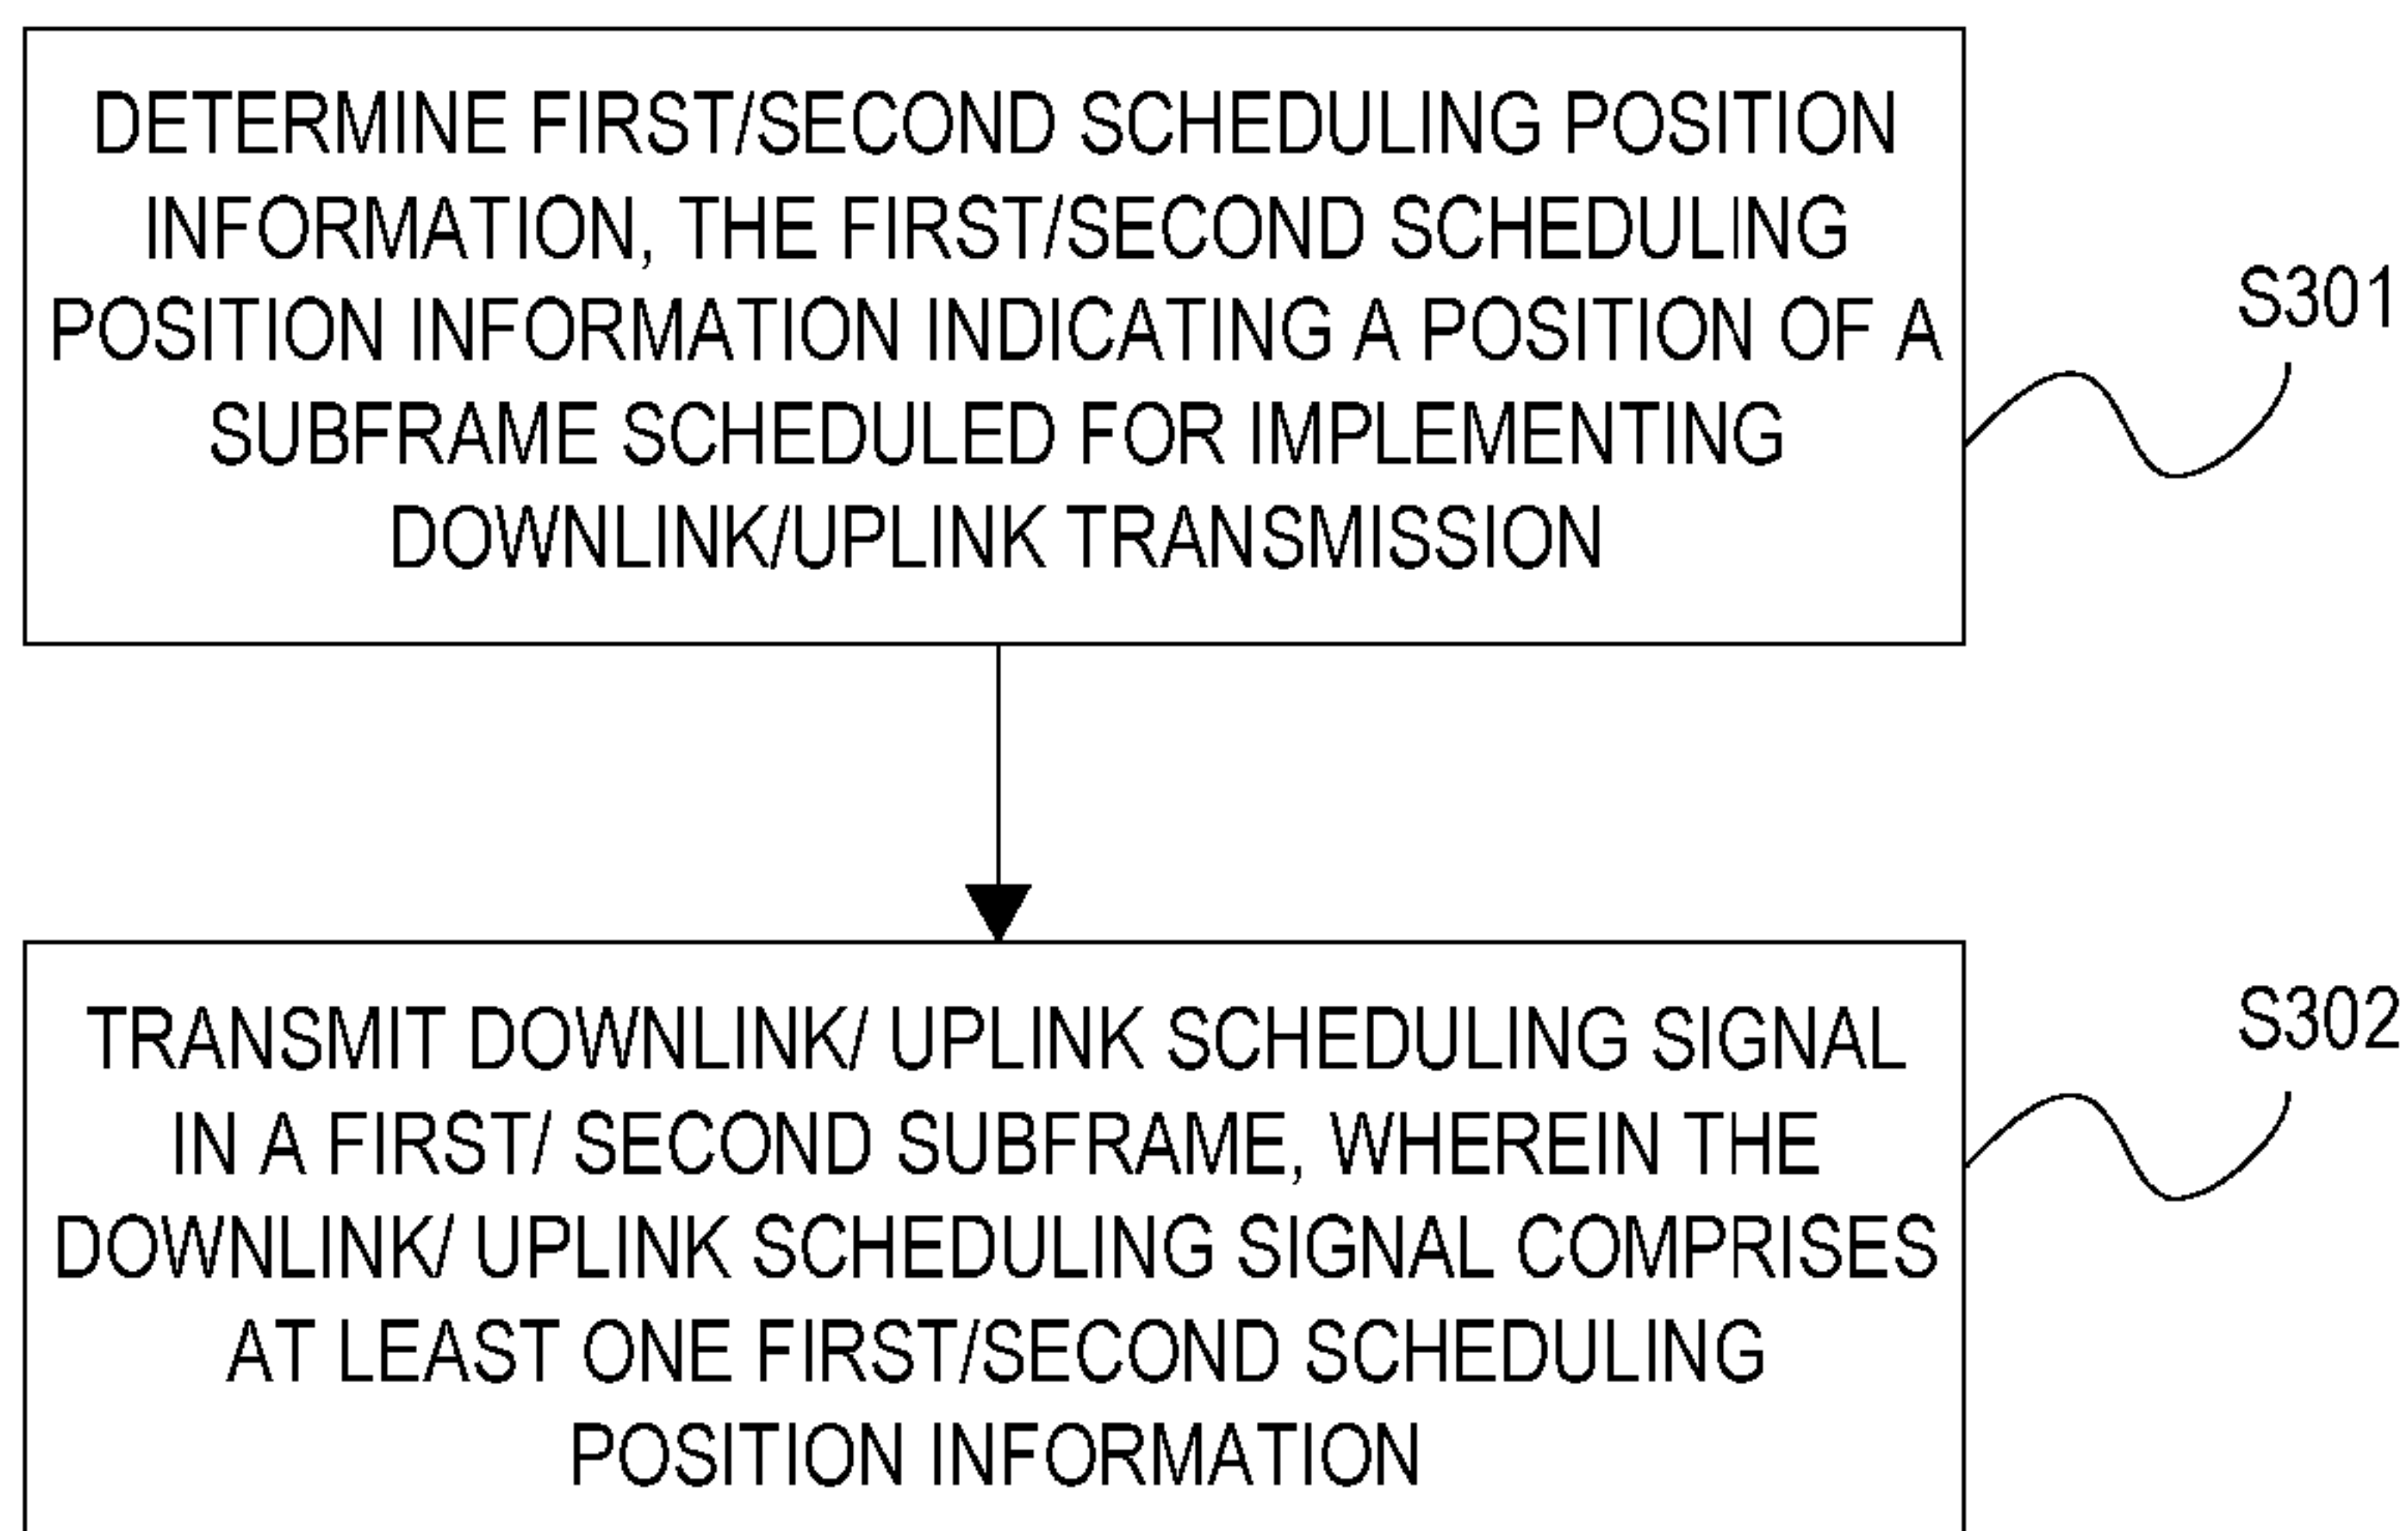 DETERMINE FIRST/SECOND SCHEDULING POSITION
INFORMATION, THE FIRST/SECOND SCHEDULING
POSITION INFORMATION INDICATING A POSITION OF A
SUBFRAME SCHEDULED FOR IMPLEMENTING
DOWNLINK/UPLINK TRANSMISSION
S301
TRANSMIT DOWNLINK/ UPLINK SCHEDULING SIGNAL
IN A FIRST/ SECOND SUBFRAME, WHEREIN THE
DOWNLINK/ UPLINK SCHEDULING SIGNAL COMPRISES
AT LEAST ONE FIRST/SECOND SCHEDULING
POSITION INFORMATION
S302